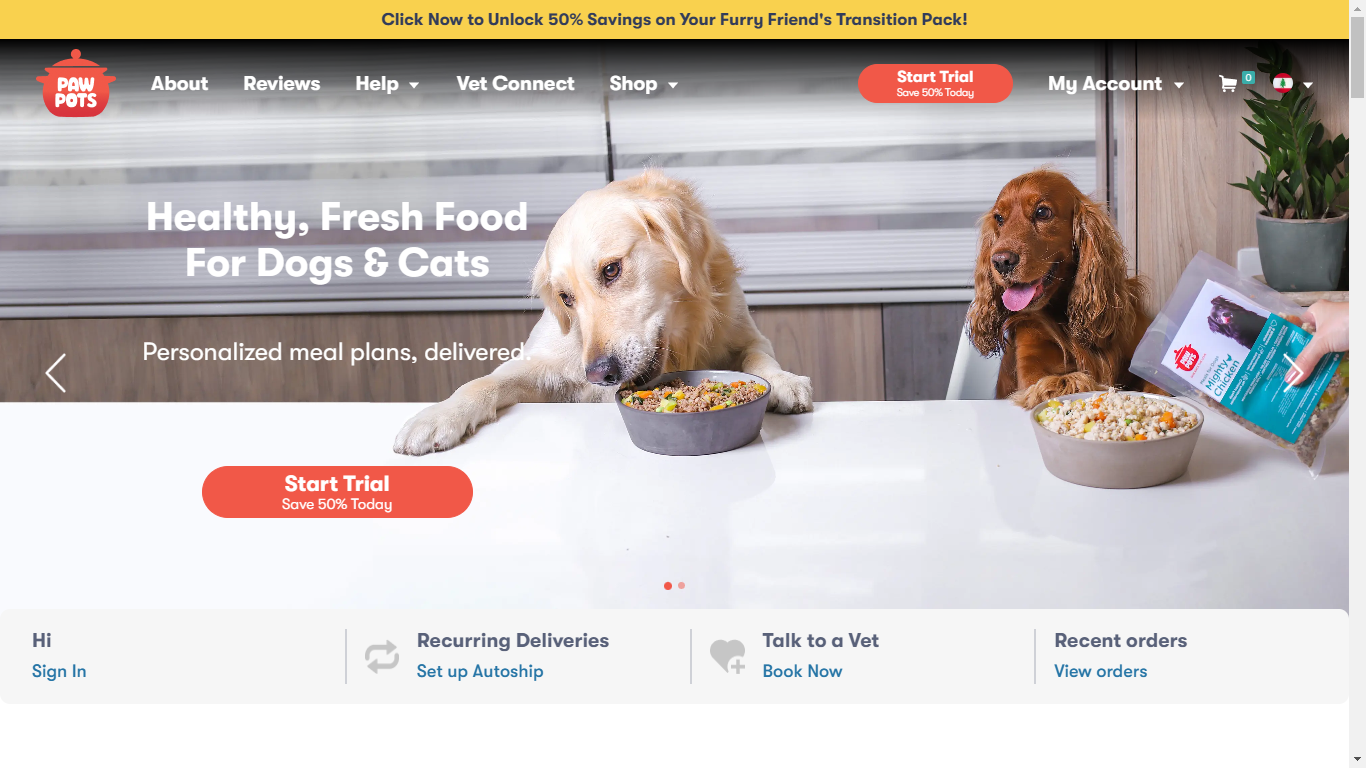 Click Now to Unlock 50% Savings on Your Furry Friend's Transition Pack!
PAW
POTS
About
Reviews
Help
Vet Connect
Shop
Start Trial
Save 50% Today
My Account
0
Healthy, Fresh Food
For Dogs & Cats
Personalized meal plans, delivered.
Start Trial
Save 50% Today
PAW
POTS
Mighty
Chicken
Hi
Sign In
Recurring Deliveries
Set up Autoship
Talk to a Vet
Book Now
Recent orders
View orders